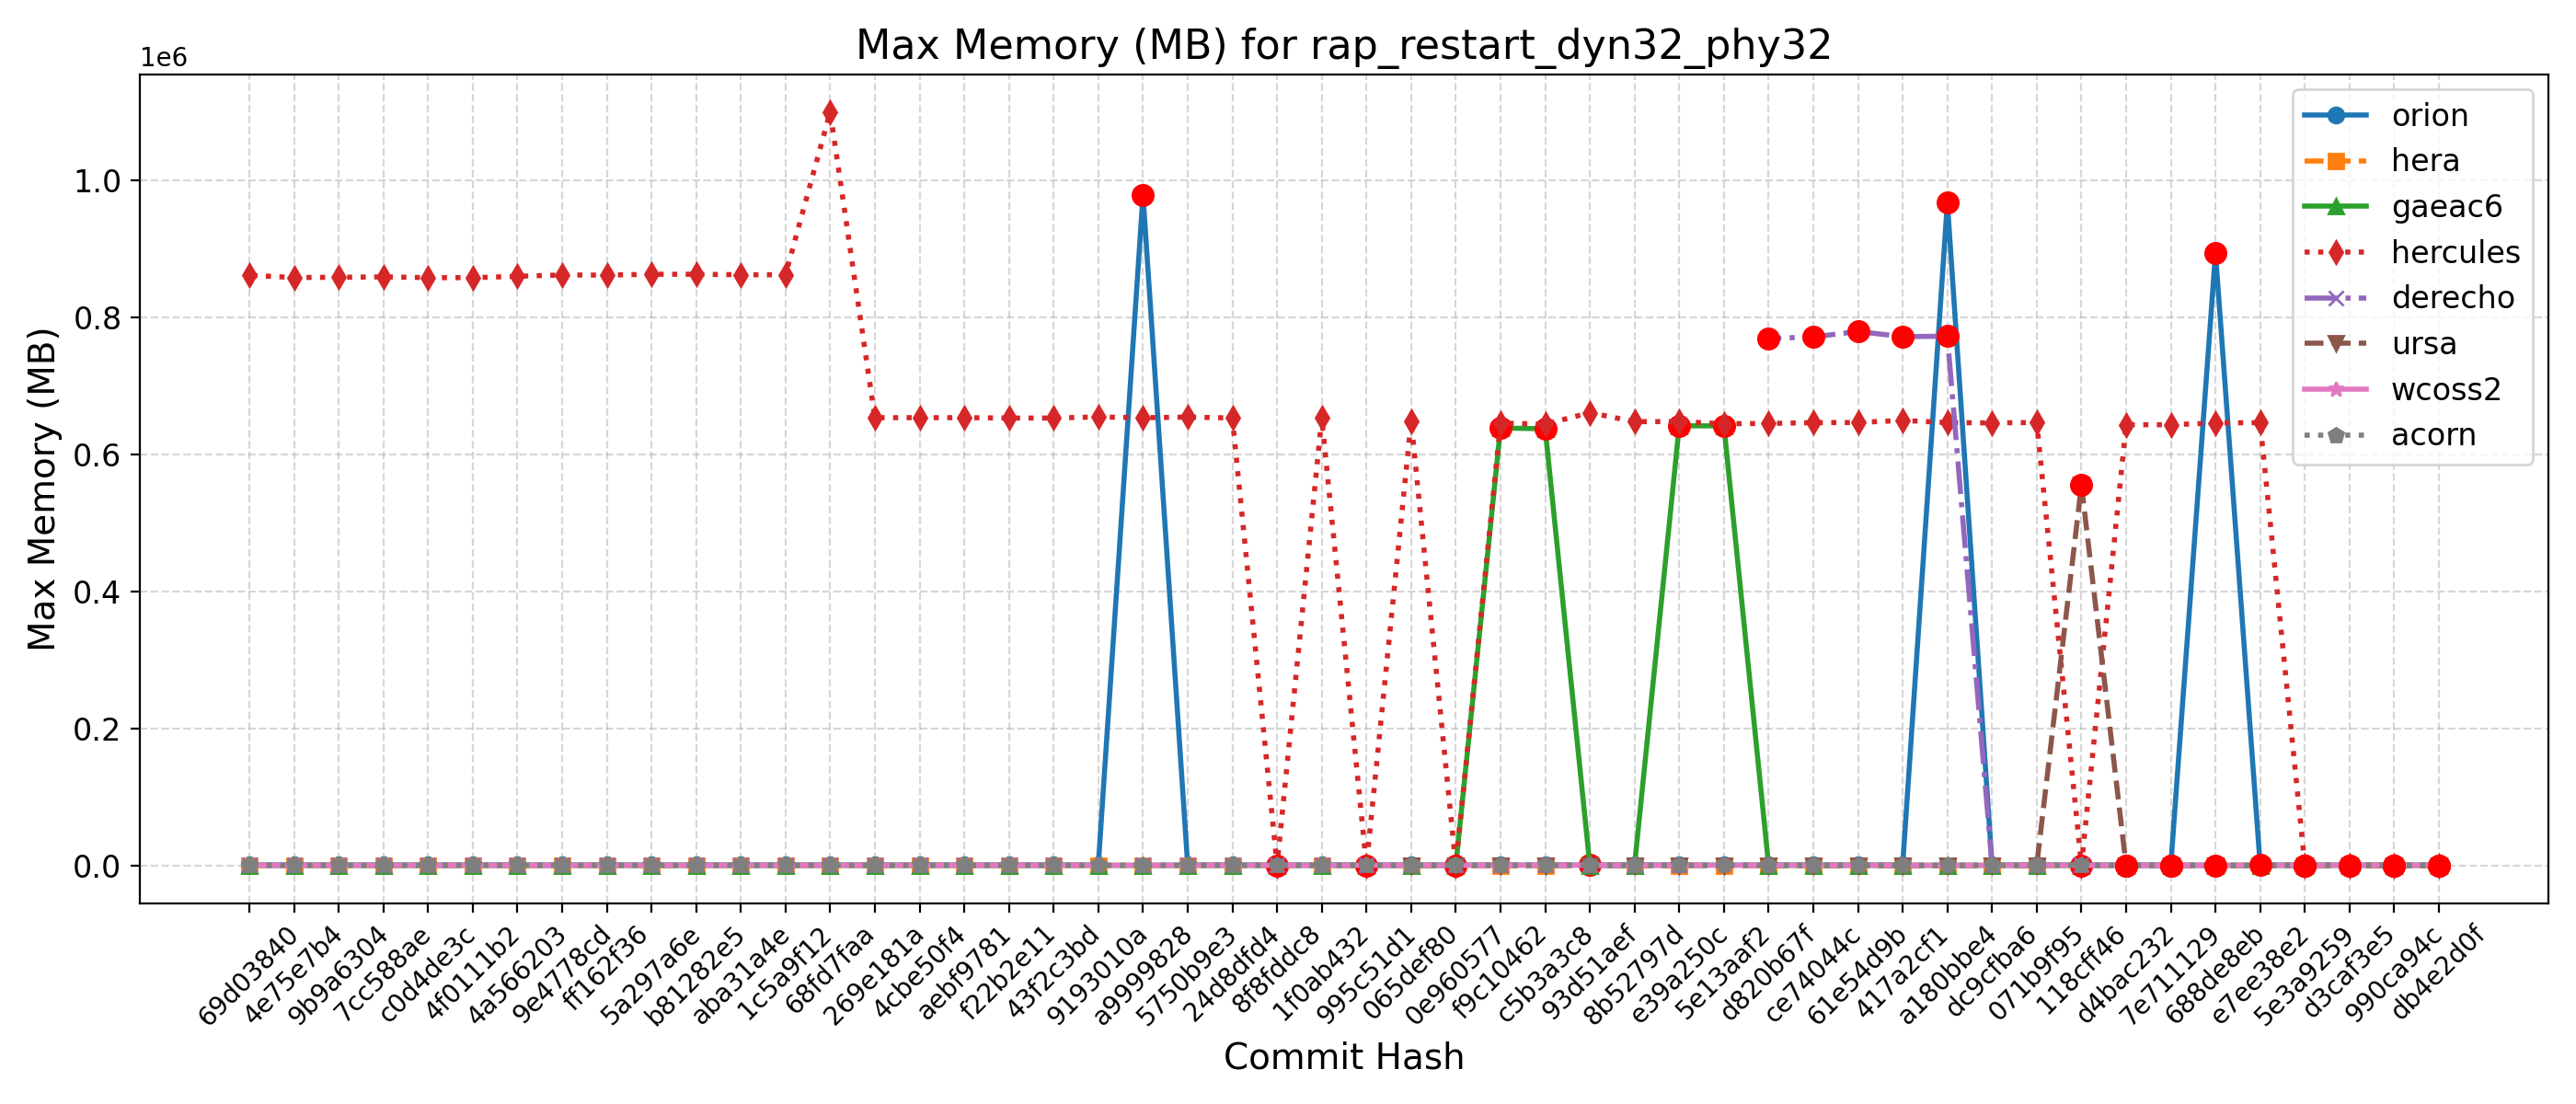 Max Memory (MB) for rap_restart_dyn32_phy32
1e6
1.0
0.8
0.6
0.4
0.2
0.0
Max Memory (MB)
orion
hera
gaeac6
hercules
derecho
ursa
wcoss2
acorn
69d03840
4e75e7b4
9b9a6304
7cc588ae
c0d4de3c
4f0111b2
4a566203
9e4778cd
ff162f36
5a297a6e
b81282e5
aba31a4e
1c5a9f12
68fd7faa
269e181a
4cbe50f4
aebf9781
f22b2e11
43f2c3bd
9193010a
a9999828
5750b9e3
24d8dfd4
8f8fddc8
1f0ab432
995c51d1
065def80
0e960577
f9c10462
c5b3a3c8
93d51aef
8b52797d
e39a250c
5e13aaf2
d820b67f
ce74044c
61e54d9b
417a2cf1
a180bbe4
dc9cfba6
071b9f95
118cff46
d4bac232
7e711129
688de8eb
e7ee38e2
5e3a9259
d3caf3e5
990ca94c
db4e2d0f
Commit Hash